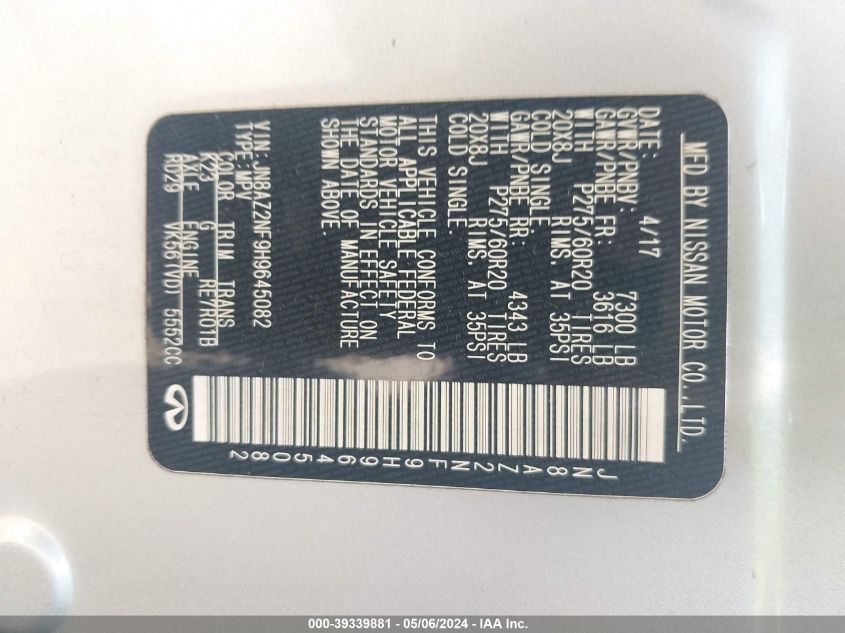 MFD BY NISSAN MOTOR CO.,LTD.
DATE: 4/17
GVWR/PNBV: 7300 LB
GAWR/PNBE FR: 3616 LB
WITH P275/60R20 TIRES
20X8J RIMS. AT 35PSI
COLD SINGLE
GAWR/PNBE RR: 4343 LB
WITH P275/60R20 TIRES
20X8J RIMS. AT 35PSI
COLD SINGLE
THIS VEHICLE CONFORMS TO
ALL APPLICABLE FEDERAL
MOTOR VEHICLE SAFETY
STANDARDS IN EFFECT ON
THE DATE OF MANUFACTURE
SHOWN ABOVE.
VIN:JN8AZ2NF9H9645082
TYPE:MPV
COLOR TRIM TRANS
K23 G RE7R01B
AXLE ENGINE
RD29 VK56(VD) 5552CC
JN8AZ2NF9H9645082
000-39339881 - 05/06/2024 - IAA Inc.